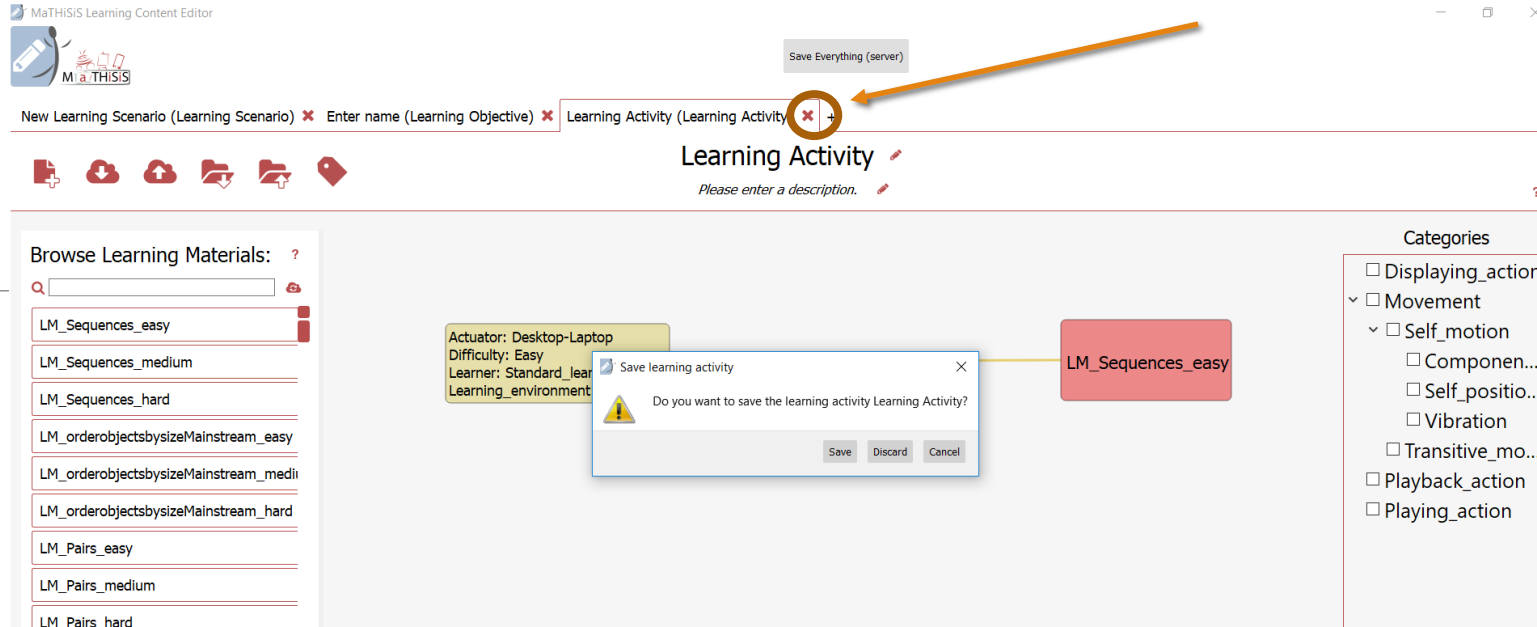 MaTHiSiS Learning Content Editor
MaTHiSiS
Save Everything (server)
New Learning Scenario (Learning Scenario) Enter name (Learning Objective) Learning Activity (Learning Activity +
Learning Activity
Please enter a description.
?
Browse Learning Materials: ?
LM_Sequences_easy
LM_Sequences_medium
LM_Sequences_hard
LM_orderobjectsbysizeMainstream_easy
LM_orderobjectsbysizeMainstream_mediu
LM_orderobjectsbysizeMainstream_hard
LM_Pairs_easy
LM_Pairs_medium
LM_Pairs_hard
Actuator: Desktop-Laptop
Difficulty: Easy
Learner: Standard_lear
Learning_environment
Save learning activity
Do you want to save the learning activity Learning Activity?
Save Discard Cancel
LM_Sequences_easy
Categories
Displaying_action
Movement
Self_motion
Componen...
Self_positio...
Vibration
Transitive_mo...
Playback_action
Playing_action